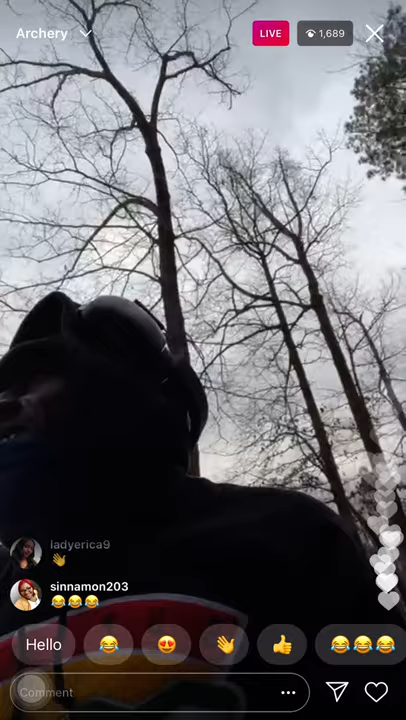 Archery
LIVE
1,689
ladyerica9
👋
sinnamon203
😂😂😂
Hello 😂 😍 👋 👍 😂😂😂
Comment